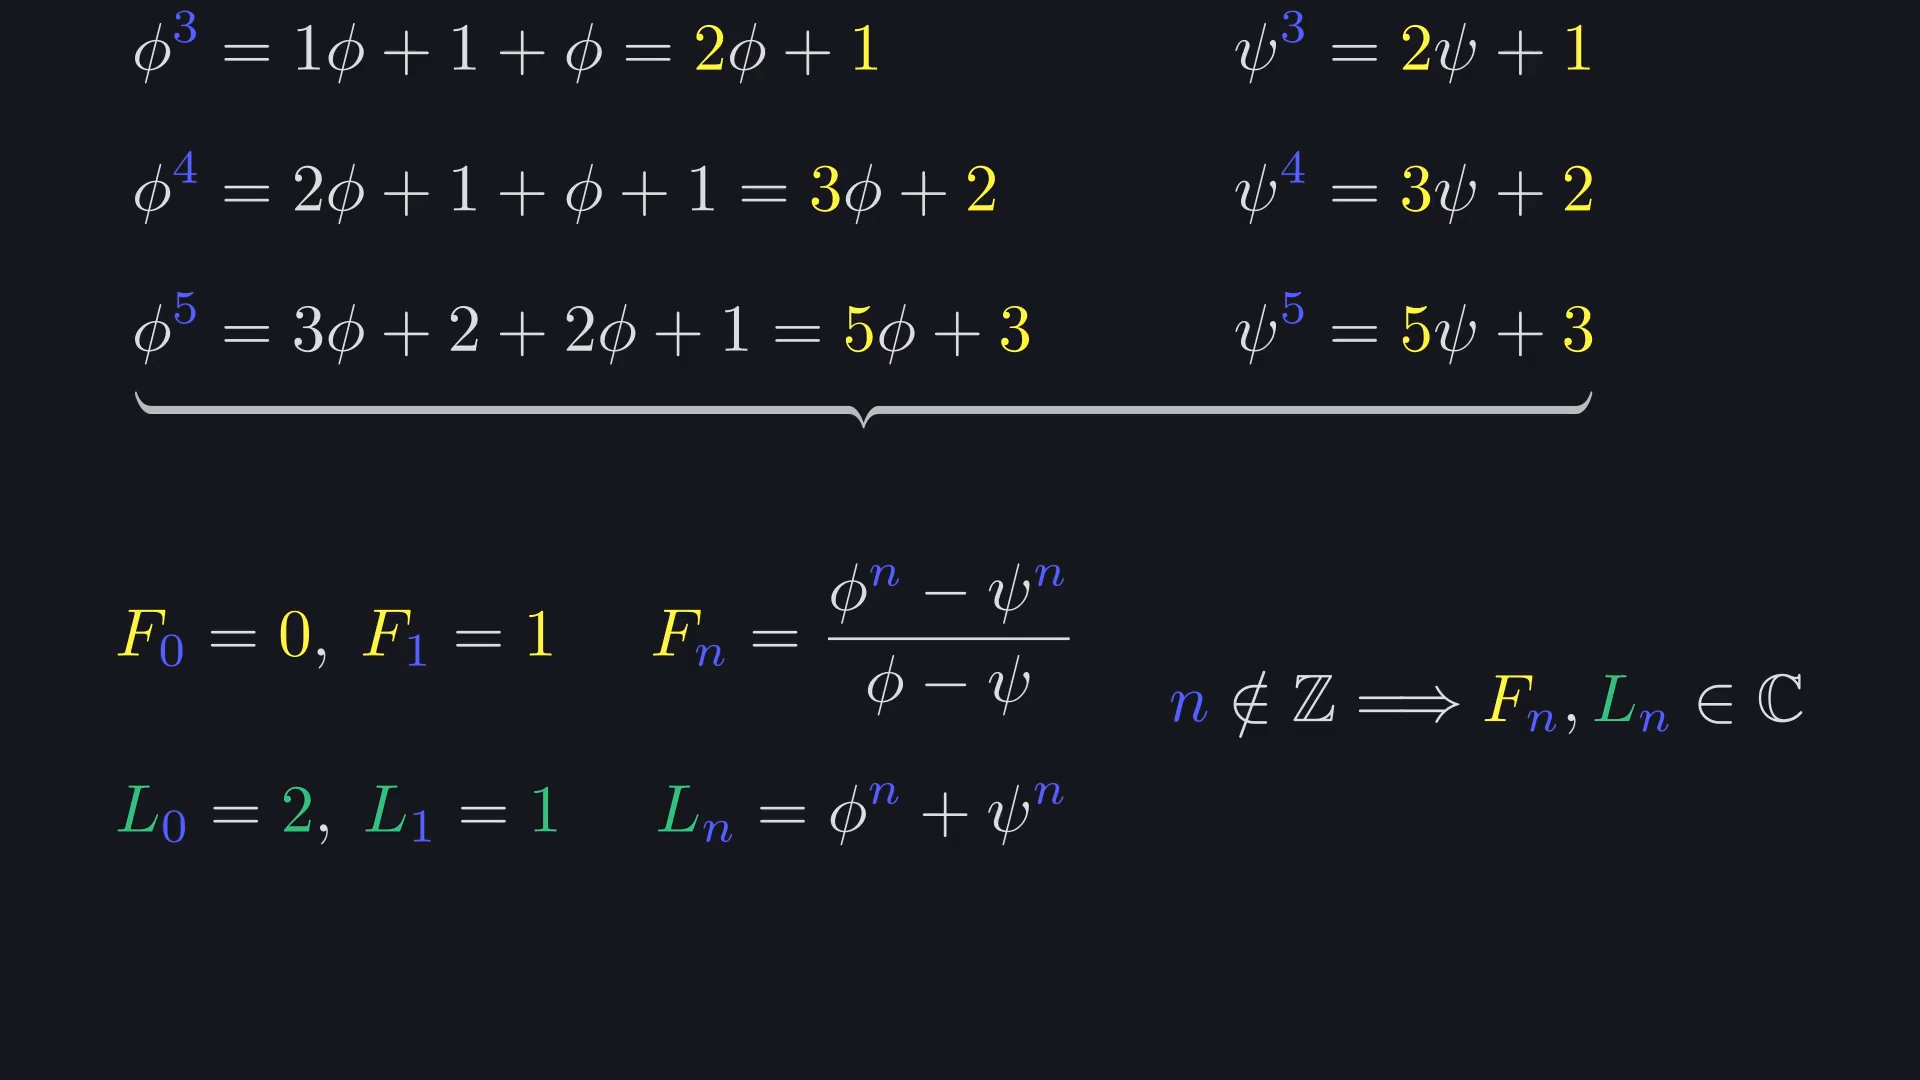 ϕ³ = 1ϕ + 1 + ϕ = 2ϕ + 1    ψ³ = 2ψ + 1
ϕ⁴ = 2ϕ + 1 + ϕ + 1 = 3ϕ + 2    ψ⁴ = 3ψ + 2
ϕ⁵ = 3ϕ + 2 + 2ϕ + 1 = 5ϕ + 3    ψ⁵ = 5ψ + 3
F₀ = 0, F₁ = 1    Fₙ = (ϕⁿ − ψⁿ)/(ϕ − ψ)
n ∉ ℤ ⟹ Fₙ, Lₙ ∈ ℂ
L₀ = 2, L₁ = 1    Lₙ = ϕⁿ + ψⁿ